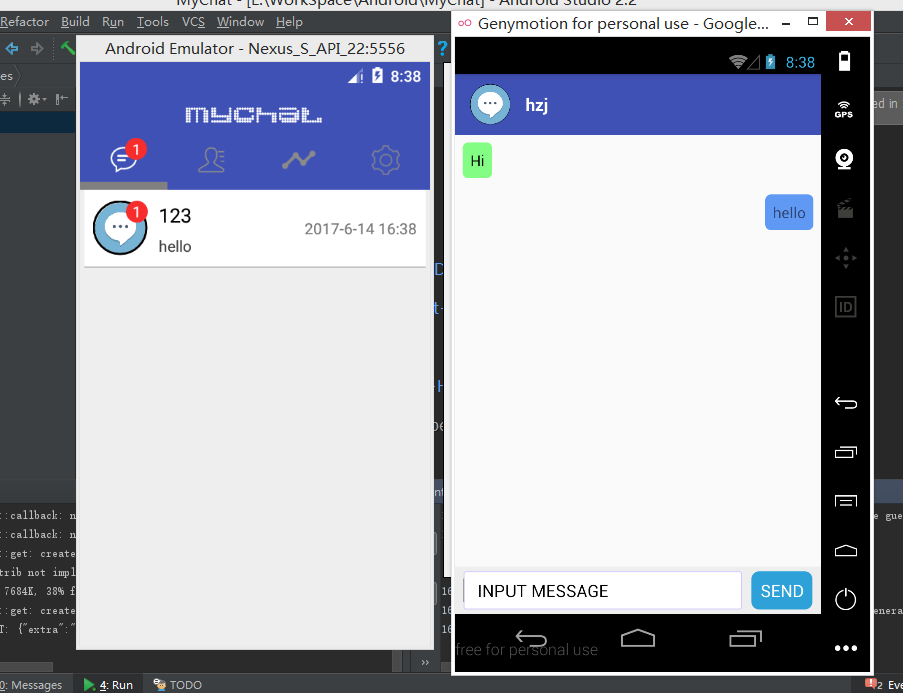 MyChat - [E:\WorkSpace\Android\MyChat] - Android Studio 2.2
Refactor Build Run Tools VCS Window Help
Android Emulator - Nexus_S_API_22:5556
8:38
MyChat
1
1
123
hello
2017-6-14 16:38
Genymotion for personal use - Google...
8:38
hzj
Hi
hello
INPUT MESSAGE
SEND
free for personal use
GPS
ID
::callback:
::callback:
::get: create
trib not impl
7684K, 38% f
::get: create
T: {"extra":"
0: Messages
4: Run
TODO